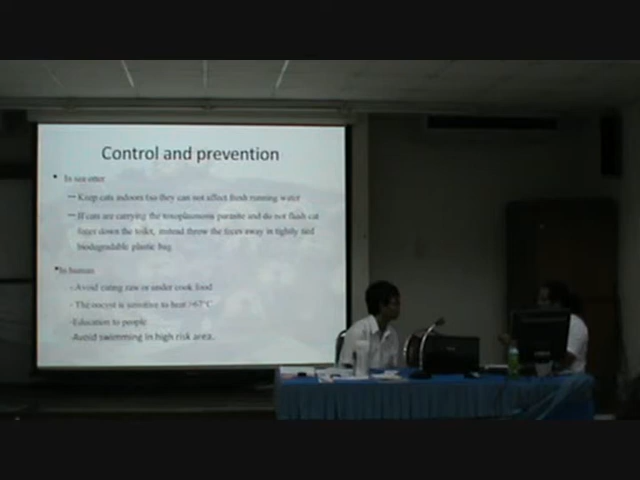 Control and prevention
• In sea otter
– Keep cats indoors for they can not affect fresh running water
– If cats are carrying the toxoplasmosis parasite and do not flush cat
feces down the toilet, instead throw the feces away in tightly tied
biodegradable plastic bag
•In human
- Avoid eating raw or under cook food
- The oocyst is sensitive to heat >67°C
-Education to people
-Avoid swimming in high risk area.